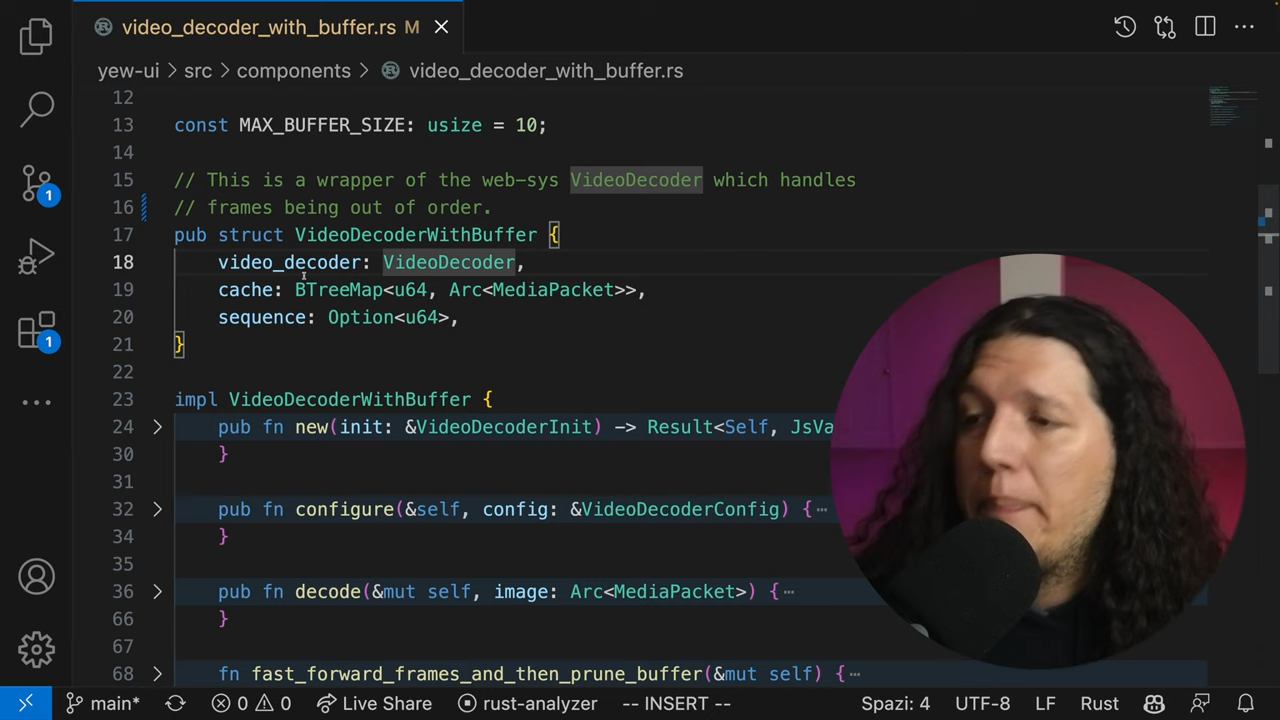 video_decoder_with_buffer.rs M
yew-ui > src > components > video_decoder_with_buffer.rs
12
13 const MAX_BUFFER_SIZE: usize = 10;
14
15 // This is a wrapper of the web-sys VideoDecoder which handles
16 // frames being out of order.
17 pub struct VideoDecoderWithBuffer {
18 video_decoder: VideoDecoder,
19 cache: BTreeMap<u64, Arc<MediaPacket>>,
20 sequence: Option<u64>,
21 }
22
23 impl VideoDecoderWithBuffer {
24 pub fn new(init: &VideoDecoderInit) -> Result<Self, JsVa
30 }
31
32 pub fn configure(&self, config: &VideoDecoderConfig) { ⋯
34 }
35
36 pub fn decode(&mut self, image: Arc<MediaPacket>) { ⋯
66 }
67
68 fn fast_forward_frames_and_then_prune_buffer(&mut self) { ⋯
1
1
main* 0 0 Live Share rust-analyzer -- INSERT -- Spazi: 4 UTF-8 LF Rust